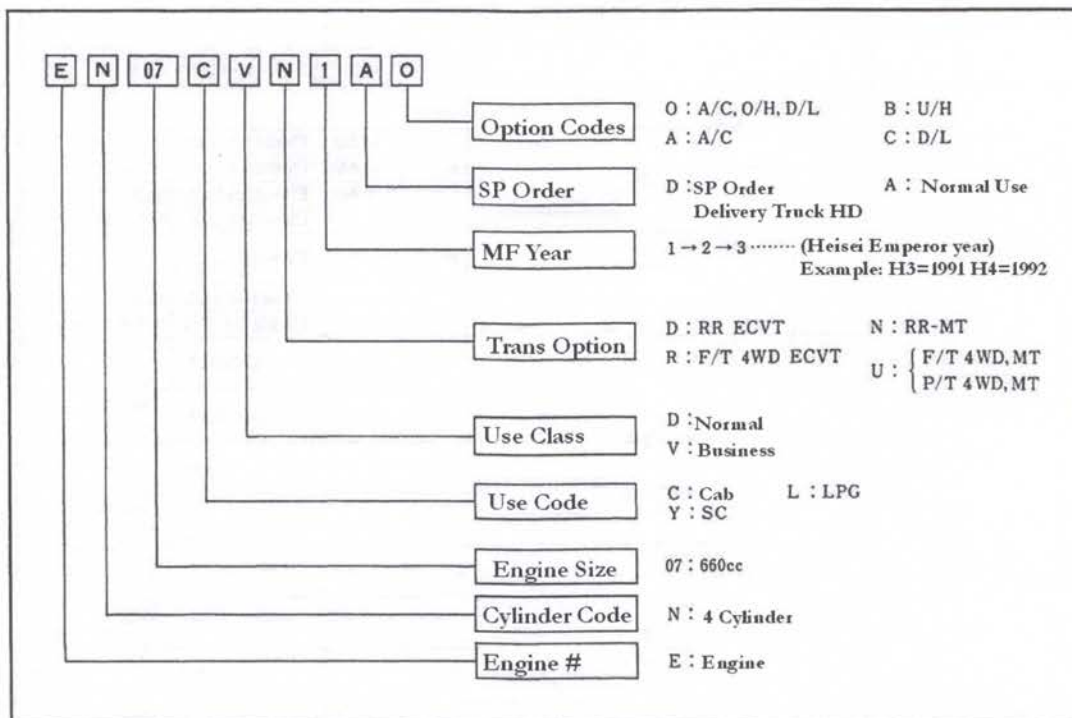 E N 07 C V N 1 A O
Option Codes O : A/C, O/H, D/L B : U/H
A : A/C C : D/L
SP Order D : SP Order A : Normal Use
Delivery Truck HD
MF Year 1→2→3 ········ (Heisei Emperor year)
Example: H3=1991 H4=1992
Trans Option D : RR ECVT N : RR-MT
R : F/T 4WD ECVT U : { F/T 4WD, MT
P/T 4WD, MT
Use Class D : Normal
V : Business
Use Code C : Cab L : LPG
Y : SC
Engine Size 07 : 660cc
Cylinder Code N : 4 Cylinder
Engine # E : Engine